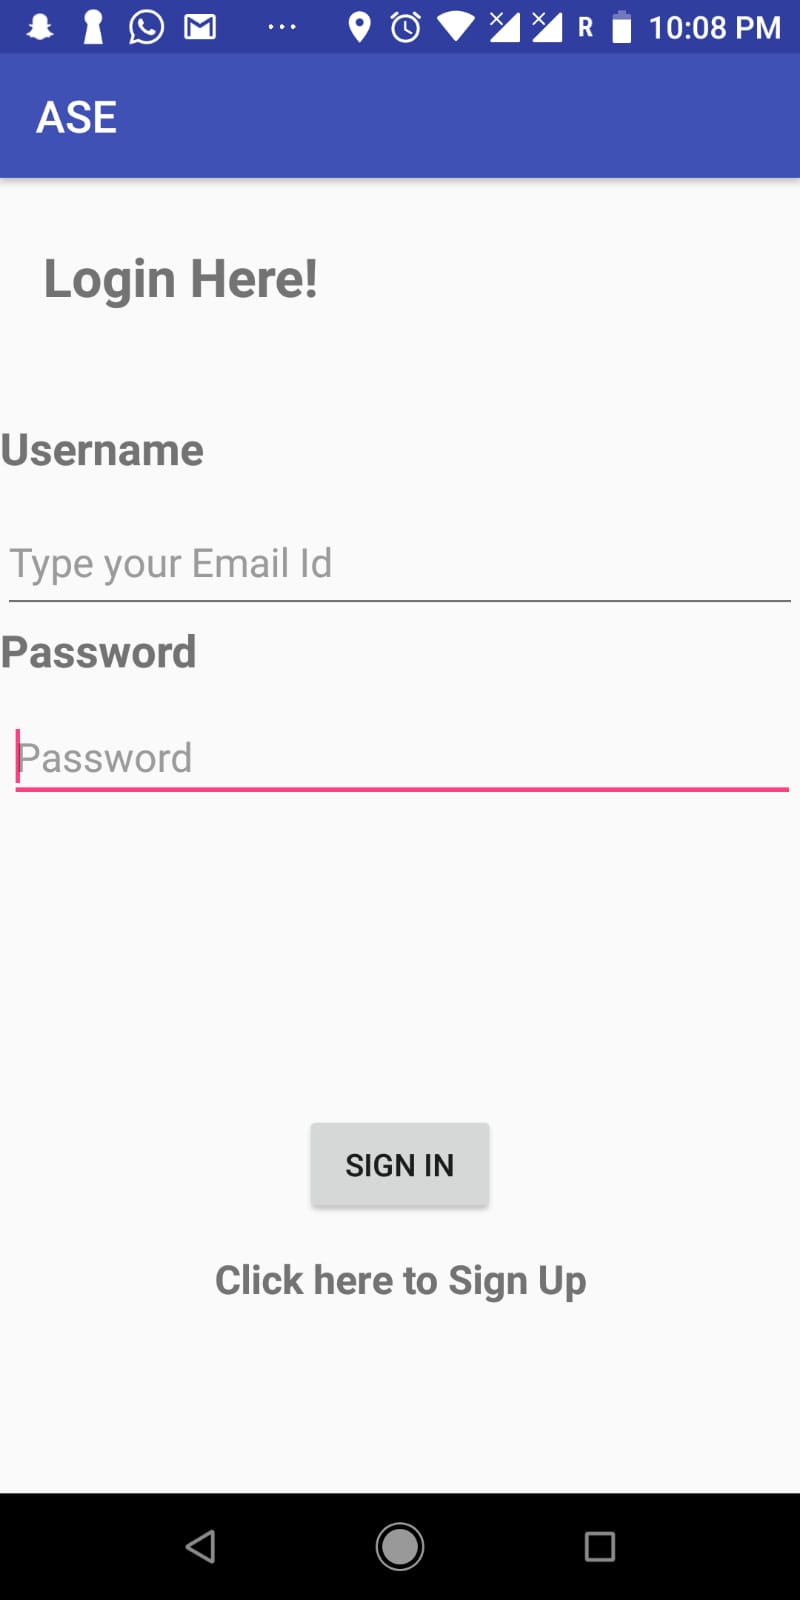 R 10:08 PM
ASE
Login Here!
Username
Type your Email Id
Password
Password
SIGN IN
Click here to Sign Up